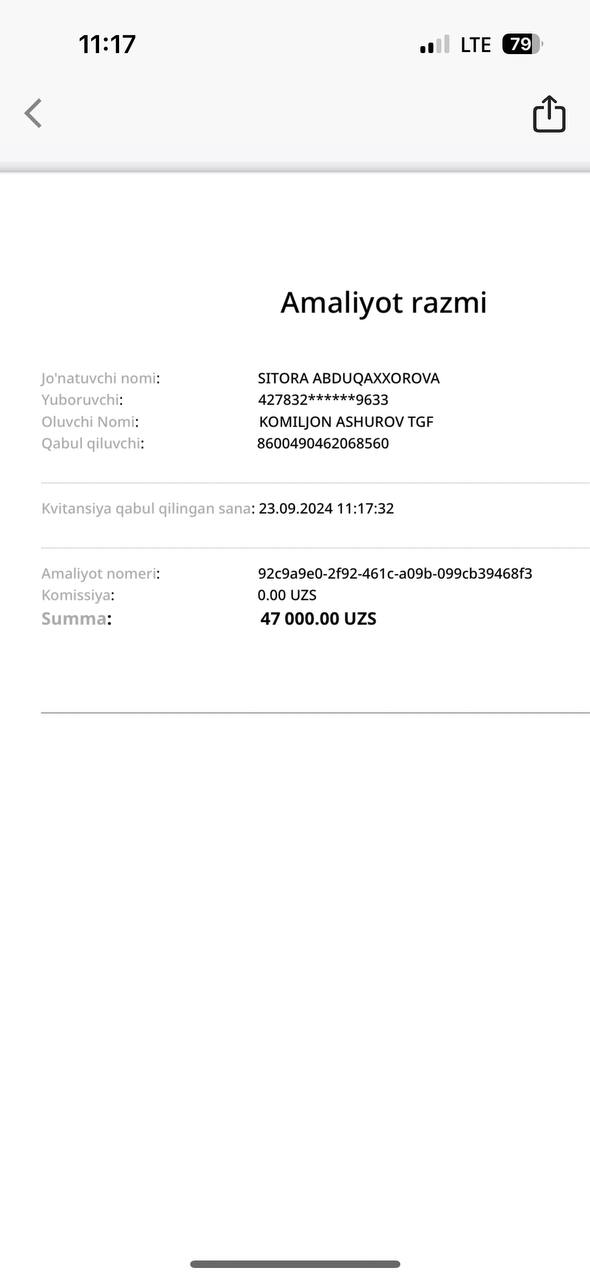 11:17 LTE 79
Amaliyot razmi
Jo'natuvchi nomi: SITORA ABDUQAXXOROVA
Yuboruvchi: 427832******9633
Oluvchi Nomi: KOMILJON ASHUROV TGF
Qabul qiluvchi: 8600490462068560
Kvitansiya qabul qilingan sana: 23.09.2024 11:17:32
Amaliyot nomeri: 92c9a9e0-2f92-461c-a09b-099cb39468f3
Komissiya: 0.00 UZS
Summa: 47 000.00 UZS